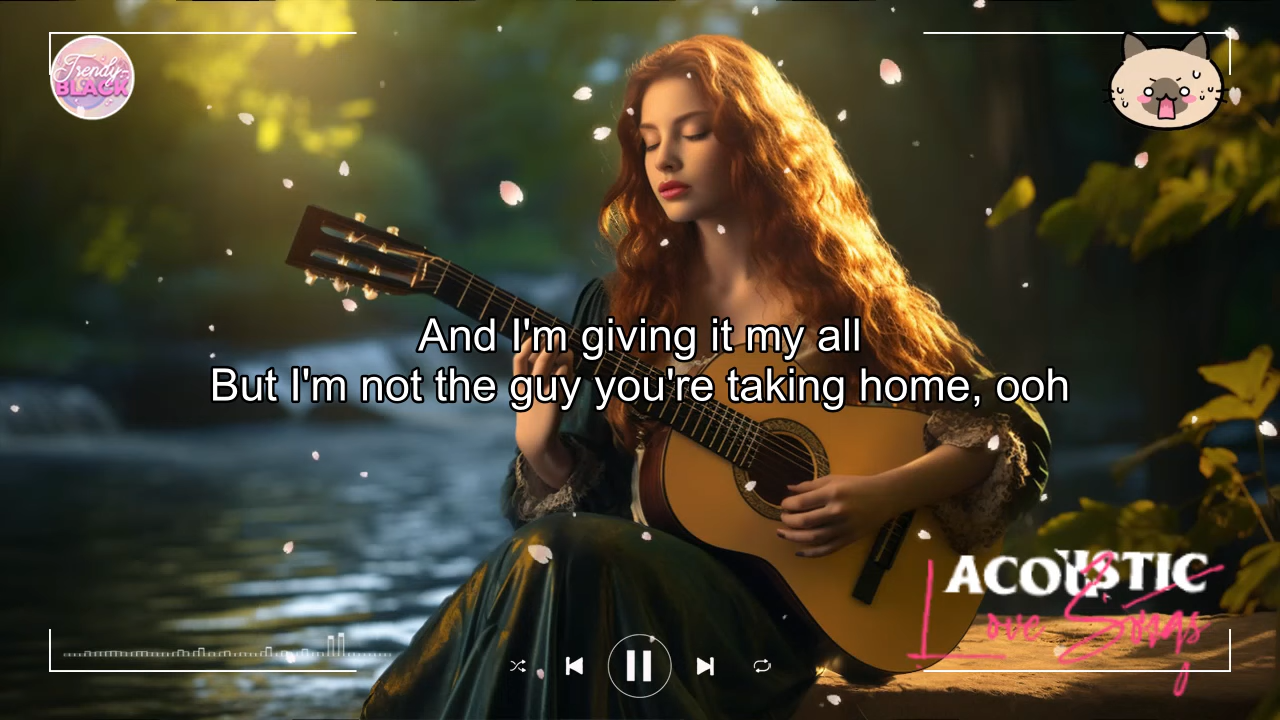 Trendy
BLACK
And I'm giving it my all
But I'm not the guy you're taking home, ooh
ACOUSTIC
Love Songs